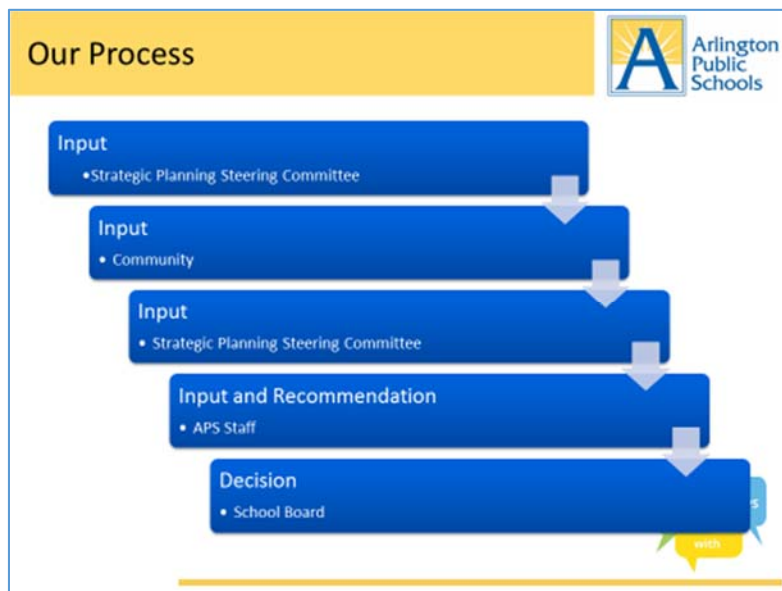 Our Process
Arlington
Public
Schools
Input
•Strategic Planning Steering Committee
Input
• Community
Input
• Strategic Planning Steering Committee
Input and Recommendation
• APS Staff
Decision
• School Board
with